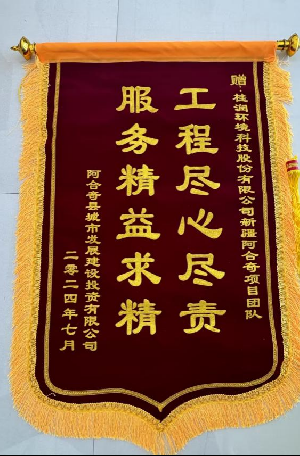 赠：桂润环境科技股份有限公司新疆阿合奇项目团队
工程尽心尽责
服务精益求精
阿合奇县城市发展建设投资有限公司
二零二四年七月